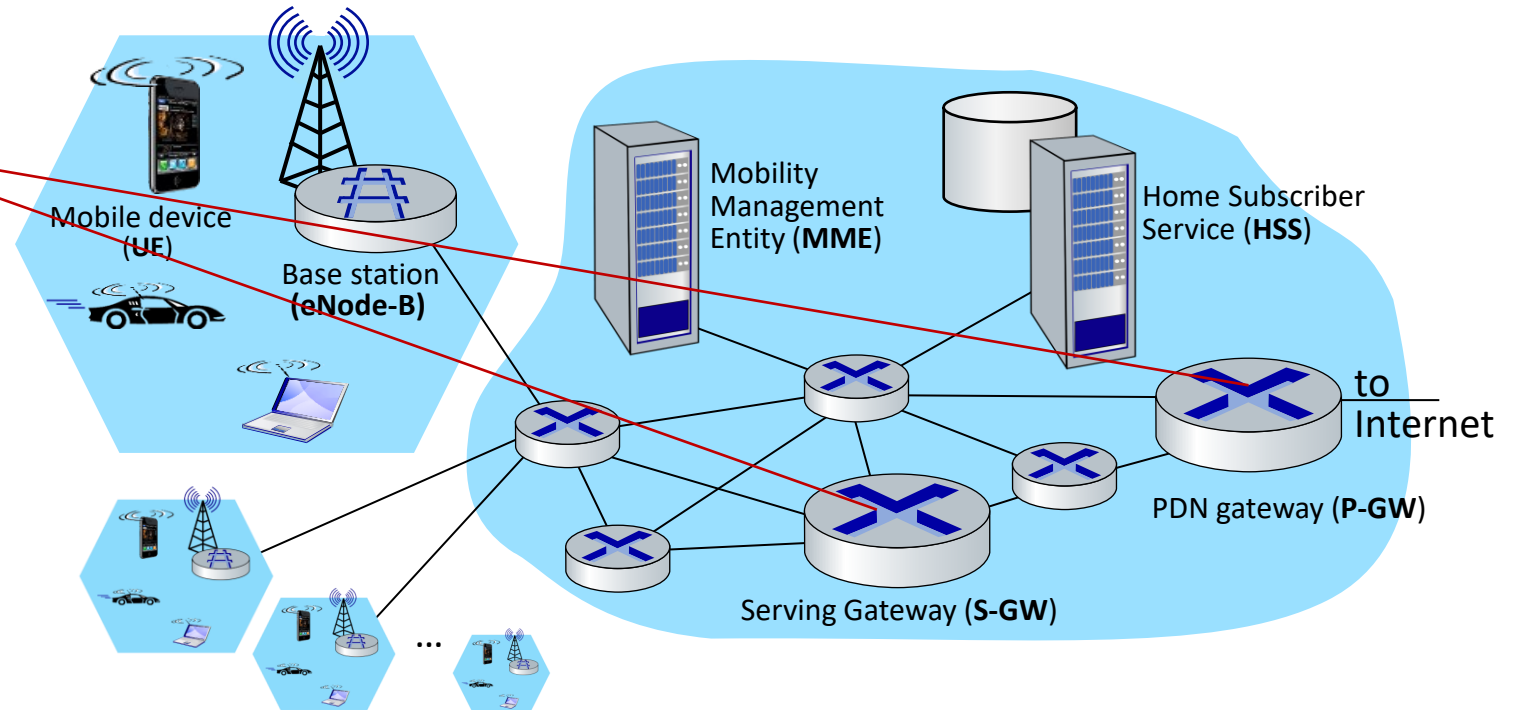 Mobile device
(UE)
Base station
(eNode-B)
Mobility
Management
Entity (MME)
Home Subscriber
Service (HSS)
to
Internet
PDN gateway (P-GW)
Serving Gateway (S-GW)
...